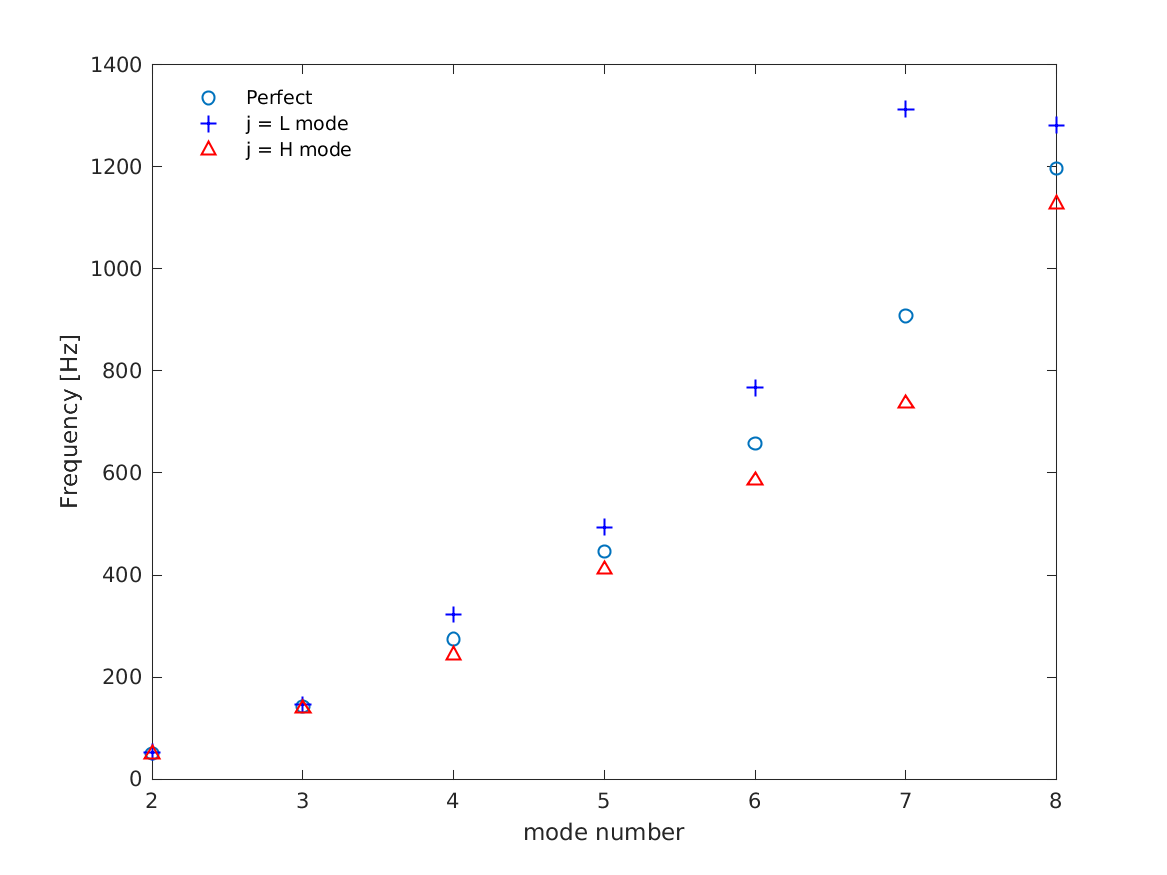 1400
1200
1000
800
600
400
200
0
Frequency [Hz]
Perfect
j = L mode
j = H mode
2 3 4 5 6 7 8
mode number